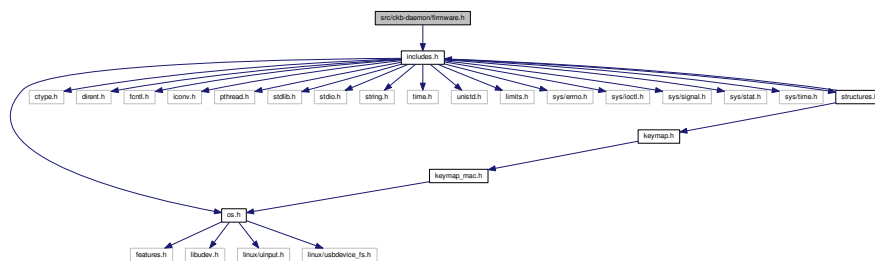 src/ckb-daemon/firmware.h
includes.h
ctype.h
dirent.h
fcntl.h
iconv.h
pthread.h
stdlib.h
stdio.h
string.h
time.h
unistd.h
limits.h
sys/errno.h
sys/ioctl.h
sys/signal.h
sys/stat.h
sys/time.h
structures.h
keymap.h
keymap_mac.h
os.h
features.h
libudev.h
linux/uinput.h
linux/usbdevice_fs.h